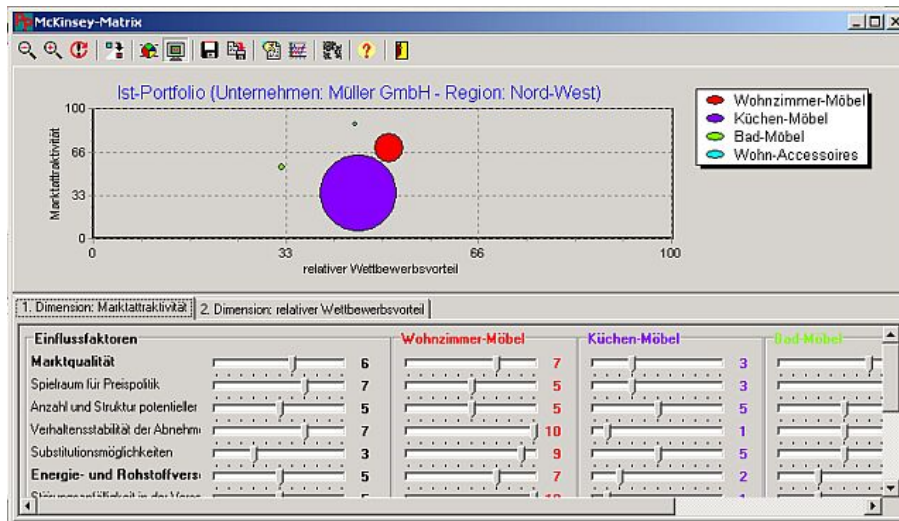 McKinsey-Matrix
Ist-Portfolio (Unternehmen: Müller GmbH - Region: Nord-West)
Marktattraktivität
100
66
33
0
0 33 66 100
relativer Wettbewerbsvorteil
Wohnzimmer-Möbel
Küchen-Möbel
Bad-Möbel
Wohn-Accessoires
1. Dimension: Marktattraktivität 2. Dimension: relativer Wettbewerbsvorteil
Einflussfaktoren Wohnzimmer-Möbel Küchen-Möbel Bad-Möbel
Marktqualität 6 7 3
Spielraum für Preispolitik 7 5 3
Anzahl und Struktur potentieller 5 5 5
Verhaltensstabilität der Abnehm 7 10 1
Substitutionsmöglichkeiten 3 9 5
Energie- und Rohstoffvers 5 7 2